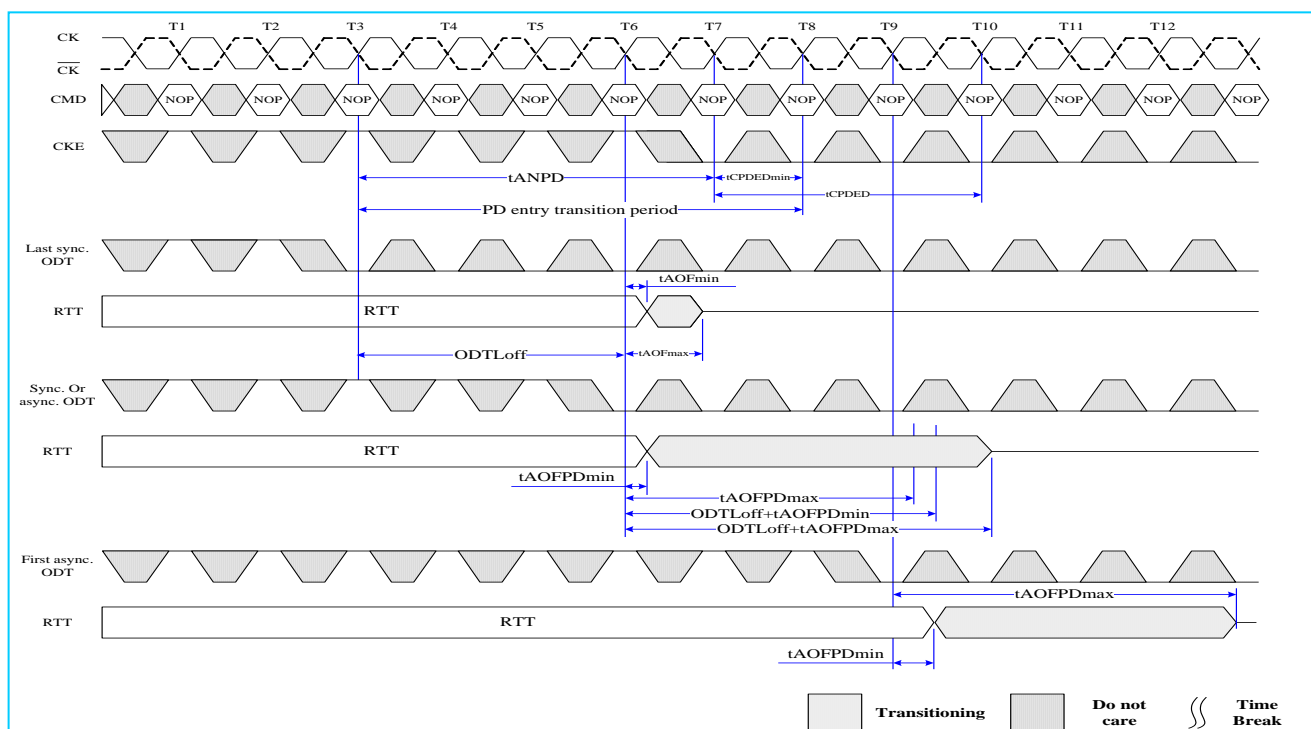 T1 T2 T3 T4 T5 T6 T7 T8 T9 T10 T11 T12
CK
CK
CMD NOP NOP NOP NOP NOP NOP NOP NOP NOP NOP NOP NOP NOP
CKE
tANPD tCPDEDmin
tCPDED
PD entry transition period
Last sync.
ODT
tAOFmin
RTT RTT
ODTLoff tAOFmax
Sync. Or
async. ODT
RTT RTT
tAOFPDmin
tAOFPDmax
ODTLoff+tAOFPDmin
ODTLoff+tAOFPDmax
First async.
ODT
tAOFPDmax
RTT RTT
tAOFPDmin
Transitioning
Do not
care
Time
Break